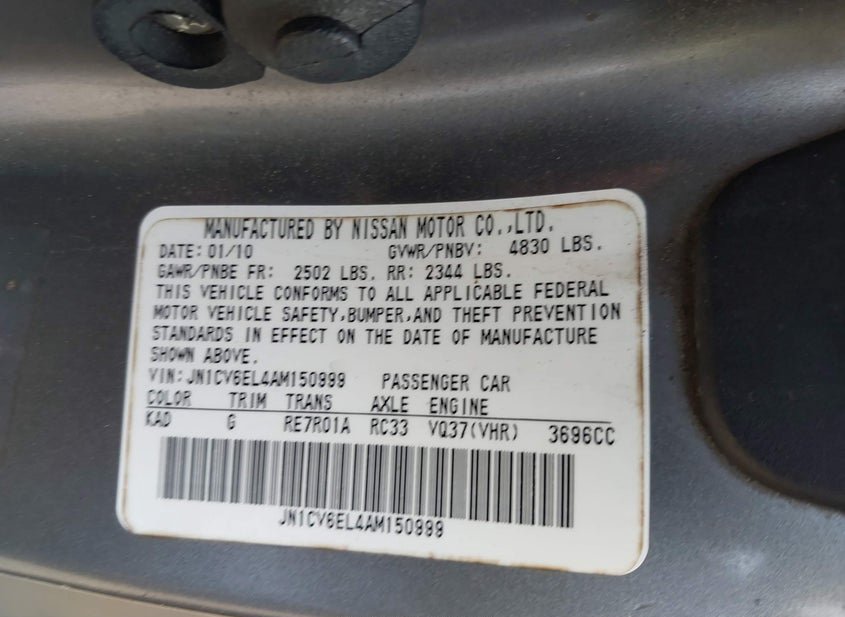 MANUFACTURED BY NISSAN MOTOR CO.,LTD.
DATE: 01/10 GVWR/PNBV: 4830 LBS.
GAWR/PNBE FR: 2502 LBS. RR: 2344 LBS.
THIS VEHICLE CONFORMS TO ALL APPLICABLE FEDERAL
MOTOR VEHICLE SAFETY,BUMPER,AND THEFT PREVENTION
STANDARDS IN EFFECT ON THE DATE OF MANUFACTURE
SHOWN ABOVE.
VIN: JN1CV6EL4AM150999 PASSENGER CAR
COLOR TRIM TRANS AXLE ENGINE
KAD G RE7R01A RC33 VQ37(VHR) 3696CC
JN1CV6EL4AM150999